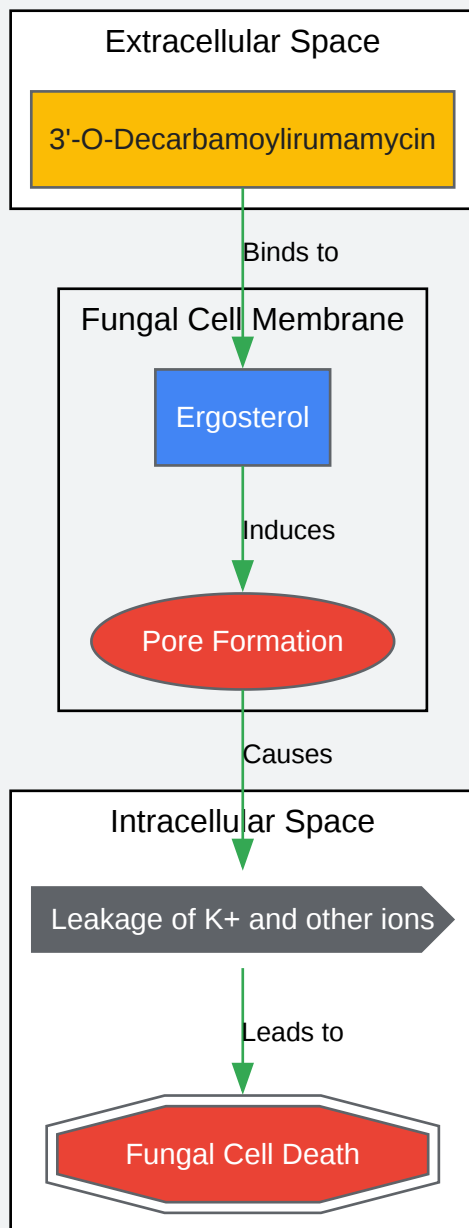 Extracellular Space
3'-O-Decarbamoylirumamycin
Binds to
Fungal Cell Membrane
Ergosterol
Induces
Pore Formation
Causes
Intracellular Space
Leakage of K+ and other ions
Leads to
Fungal Cell Death